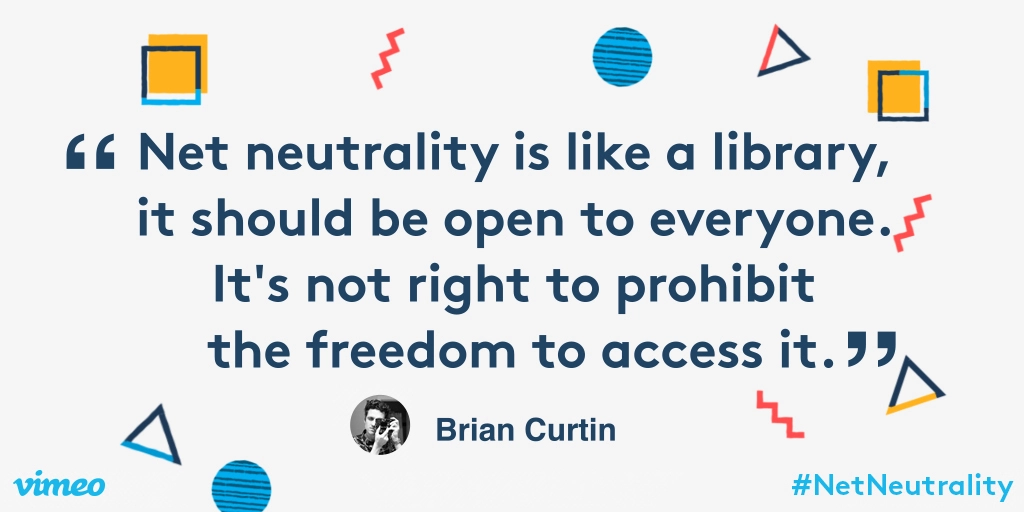 “ Net neutrality is like a library,
it should be open to everyone.
It's not right to prohibit
the freedom to access it.”
Brian Curtin
vimeo
#NetNeutrality